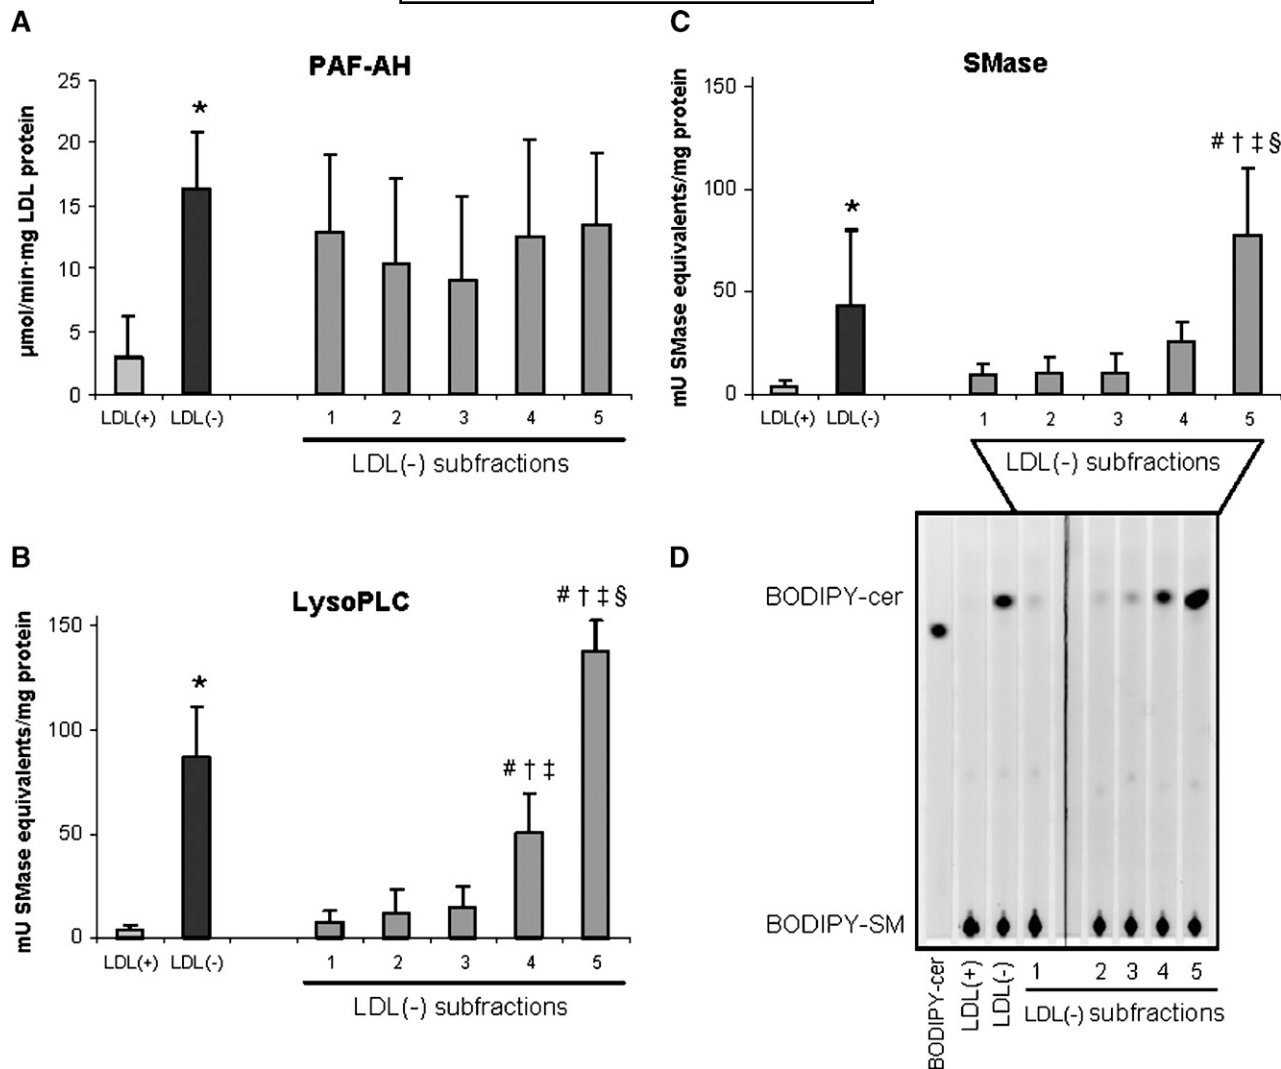 A
PAF-AH
µmol/min·mg LDL protein
25
20
15
10
5
0
*
LDL(+) LDL(-) 1 2 3 4 5
LDL(-) subfractions
C
SMase
mU SMase equivalents/mg protein
150
100
50
0
*
# † ‡ §
LDL(+) LDL(-) 1 2 3 4 5
LDL(-) subfractions
B
LysoPLC
mU SMase equivalents/mg protein
150
100
50
0
*
# † ‡
# † ‡ §
LDL(+) LDL(-) 1 2 3 4 5
LDL(-) subfractions
D
BODIPY-cer
BODIPY-SM
BODIPY-cer
LDL(+)
LDL(-)
1 2 3 4 5
LDL(-) subfractions